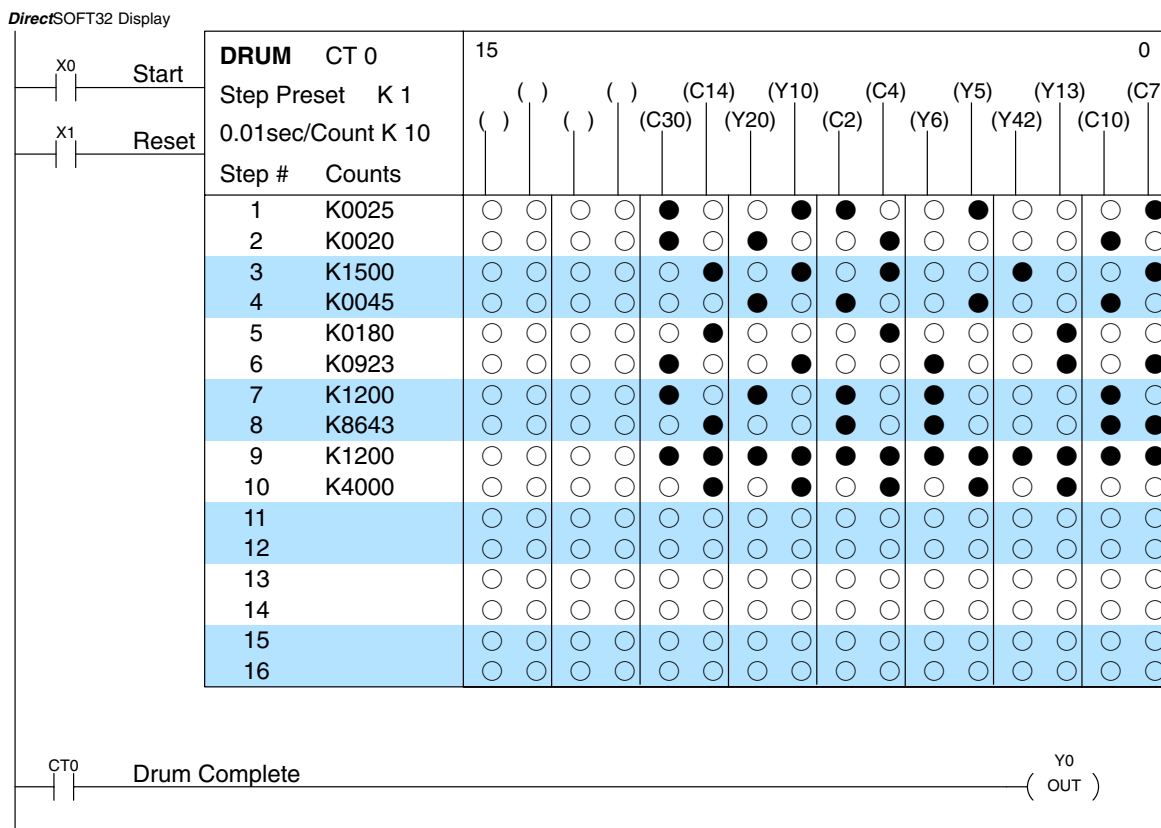 DirectSOFT32 Display
X0 Start
X1 Reset
DRUM CT 0
Step Preset K 1
0.01sec/Count K 10
Step # Counts
15 0
( ) ( ) (C14) (Y10) (C4) (Y5) (Y13) (C7
( ) ( ) (C30) (Y20) (C2) (Y6) (Y42) (C10)
1 K0025
2 K0020
3 K1500
4 K0045
5 K0180
6 K0923
7 K1200
8 K8643
9 K1200
10 K4000
11
12
13
14
15
16
CT0 Drum Complete Y0
( OUT )